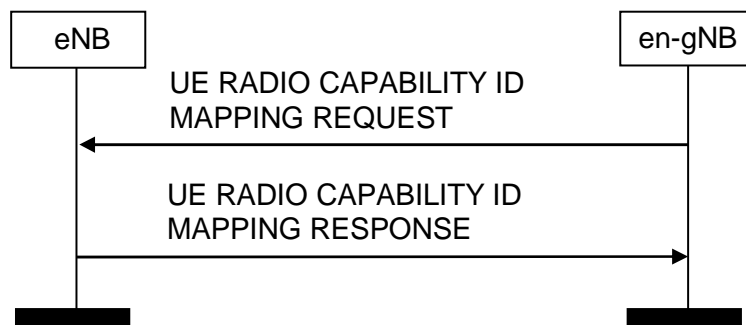 eNB
en-gNB
UE RADIO CAPABILITY ID
MAPPING REQUEST
UE RADIO CAPABILITY ID
MAPPING RESPONSE